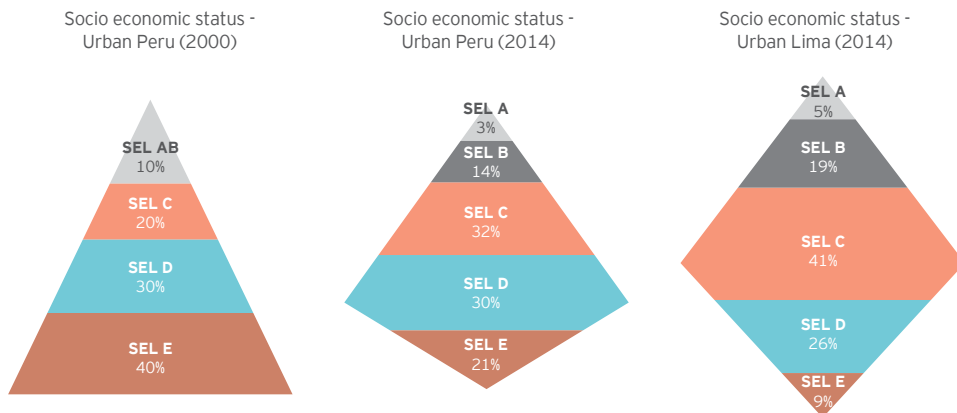 Socio economic status -
Urban Peru (2000)
SEL AB
10%
SEL C
20%
SEL D
30%
SEL E
40%
Socio economic status -
Urban Peru (2014)
SEL A
3%
SEL B
14%
SEL C
32%
SEL D
30%
SEL E
21%
Socio economic status -
Urban Lima (2014)
SEL A
5%
SEL B
19%
SEL C
41%
SEL D
26%
SEL E
9%